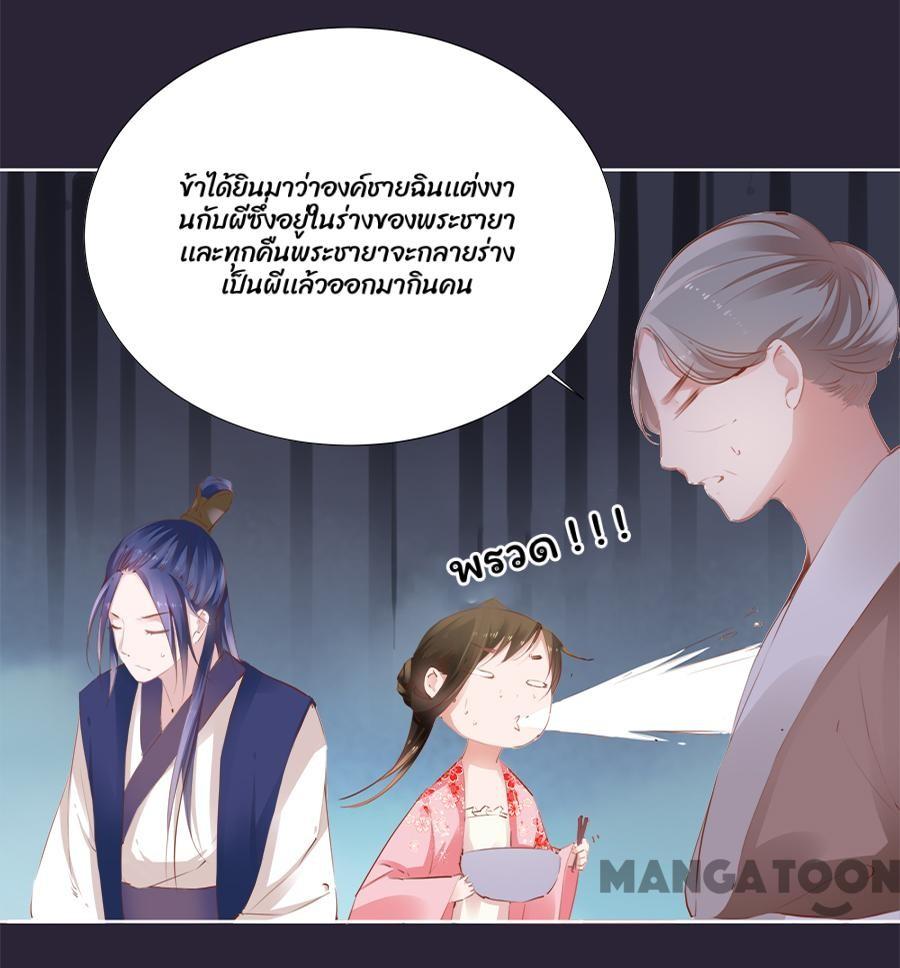 ข้าได้ยินมาว่าองค์ชายฉินแต่งงา
นกับผีซึ่งอยู่ในร่างของพระชายา
และทุกคืนพระชายาจะกลายร่าง
เป็นผีแล้วออกมากินคน
พรวด!!!
MANGATOON